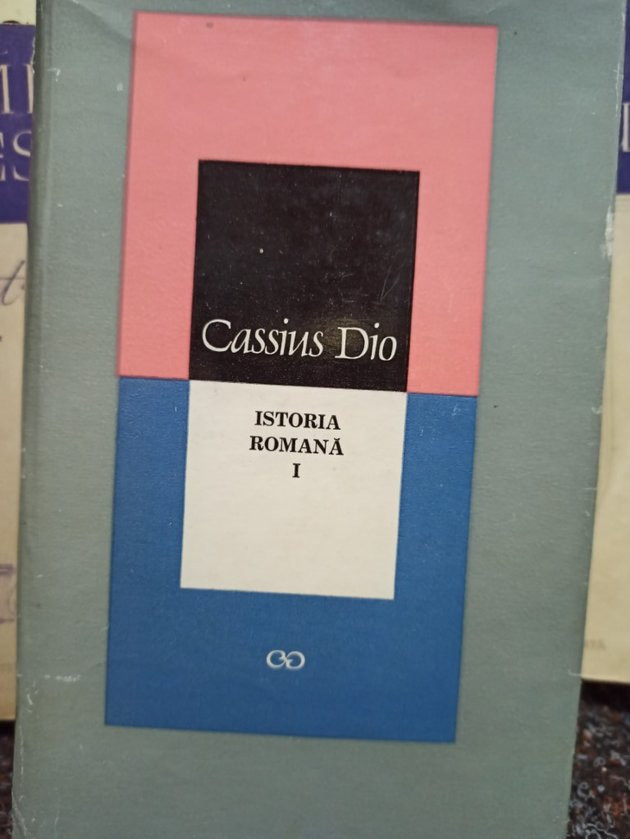 Cassius Dio
ISTORIA
ROMANĂ
I